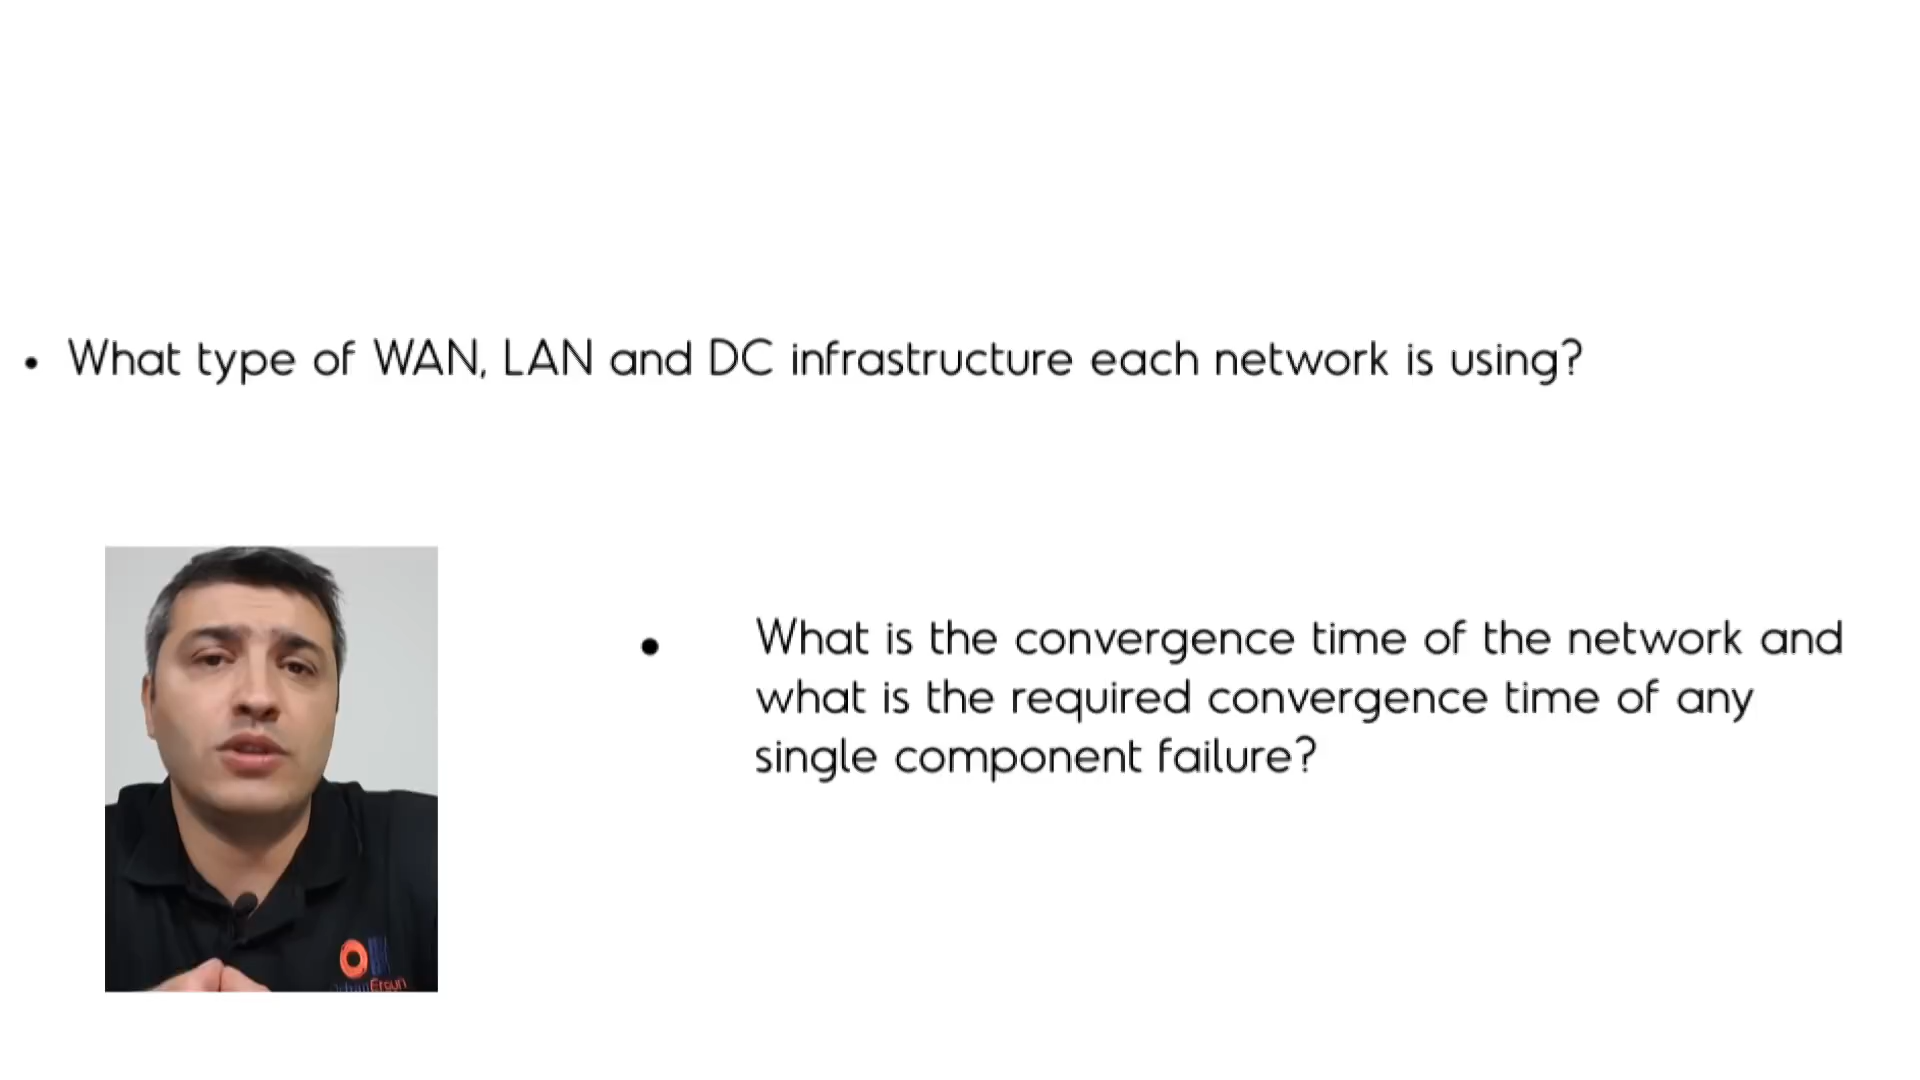 • What type of WAN, LAN and DC infrastructure each network is using?
• What is the convergence time of the network and
what is the required convergence time of any
single component failure?